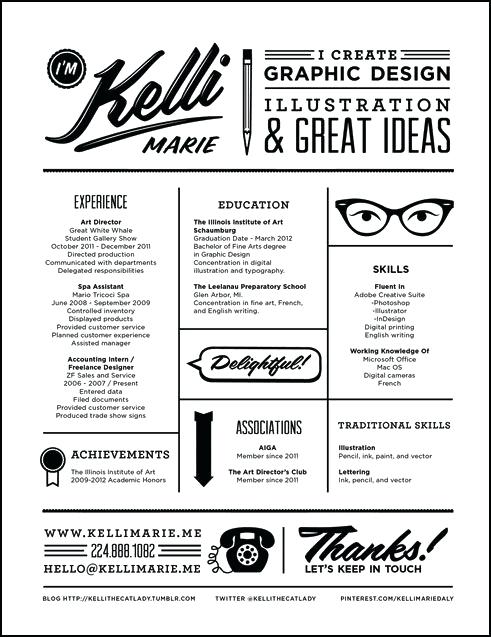 I'M
Kelli
MARIE
I CREATE
GRAPHIC DESIGN
ILLUSTRATION
& GREAT IDEAS
EXPERIENCE
Art Director
Great White Whale
Student Gallery Show
October 2011 - December 2011
Directed production
Communicated with departments
Delegated responsibilities
Spa Assistant
Mario Tricoci Spa
June 2008 - September 2009
Controlled inventory
Displayed products
Provided customer service
Planned customer experience
Assisted manager
Accounting Intern /
Freelance Designer
ZF Sales and Service
2006 - 2007 / Present
Entered data
Filed documents
Provided customer service
Produced trade show signs
ACHIEVEMENTS
The Illinois Institute of Art
2009-2012 Academic Honors
EDUCATION
The Illinois Institute of Art
Schaumburg
Graduation Date - March 2012
Bachelor of Fine Arts degree
in Graphic Design
Concentration in digital
illustration and typography.
The Leelanau Preparatory School
Glen Arbor, MI.
Concentration in fine art, French,
and English writing.
Delightful!
ASSOCIATIONS
AIGA
Member since 2011
The Art Director's Club
Member since 2011
SKILLS
Fluent in
Adobe Creative Suite
-Photoshop
-Illustrator
-InDesign
Digital printing
English writing
Working Knowledge Of
Microsoft Office
Mac OS
Digital cameras
French
TRADITIONAL SKILLS
Illustration
Pencil, ink, paint, and vector
Lettering
Ink, pencil, and vector
WWW.KELLIMARIE.ME
224.888.1082
HELLO@KELLIMARIE.ME
Thanks!
LET'S KEEP IN TOUCH
BLOG HTTP://KELLITHECATLADY.TUMBLR.COM TWITTER @KELLITHECATLADY PINTEREST.COM/KELLIMARIEDALY